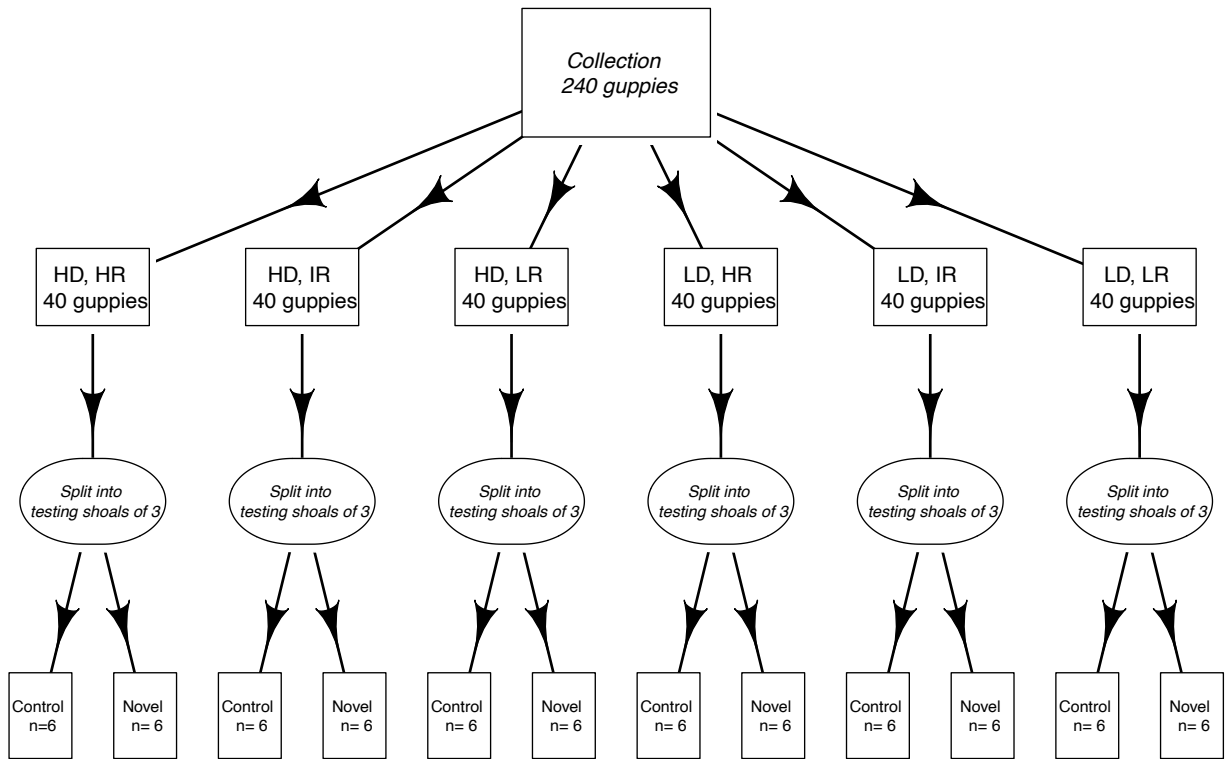 Collection
240 guppies
HD, HR
40 guppies
HD, IR
40 guppies
HD, LR
40 guppies
LD, HR
40 guppies
LD, IR
40 guppies
LD, LR
40 guppies
Split into
testing shoals of 3
Split into
testing shoals of 3
Split into
testing shoals of 3
Split into
testing shoals of 3
Split into
testing shoals of 3
Split into
testing shoals of 3
Control
n=6
Novel
n= 6
Control
n= 6
Novel
n= 6
Control
n= 6
Novel
n= 6
Control
n= 6
Novel
n= 6
Control
n= 6
Novel
n= 6
Control
n= 6
Novel
n= 6